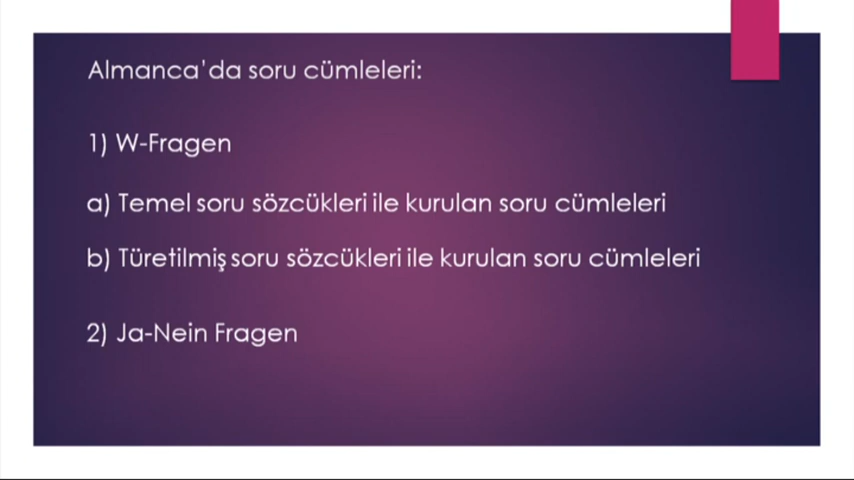 Almanca'da soru cümleleri:
1) W-Fragen
a) Temel soru sözcükleri ile kurulan soru cümleleri
b) Türetilmiş soru sözcükleri ile kurulan soru cümleleri
2) Ja-Nein Fragen